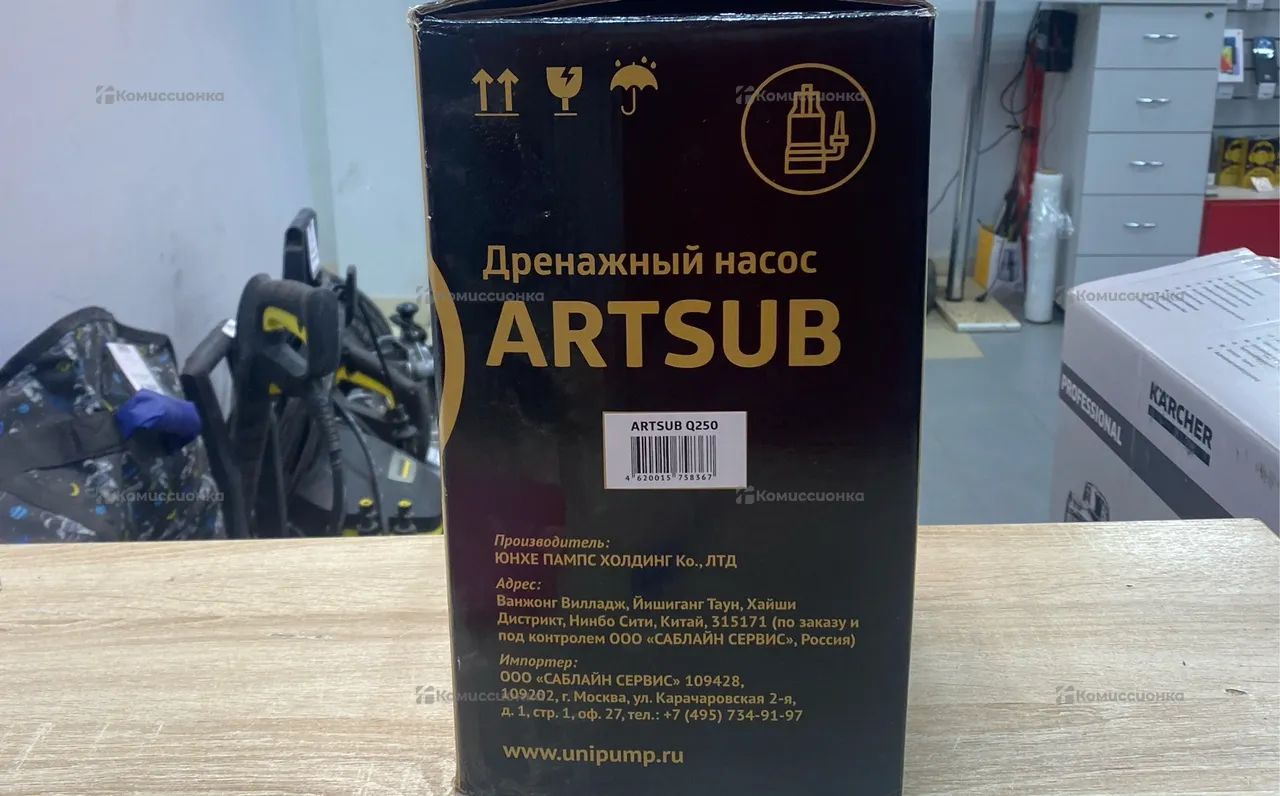 Дренажный насос
ARTSUB
ARTSUB Q250
4 620015 758367
Производитель:
ЮНХЕ ПАМПС ХОЛДИНГ Ко., ЛТД
Адрес:
Ванжонг Вилладж, Йишиганг Таун, Хайши
Дистрикт, Нинбо Сити, Китай, 315171 (по заказу и
под контролем ООО «САБЛАЙН СЕРВИС», Россия)
Импортер:
ООО «САБЛАЙН СЕРВИС» 109428,
109202, г. Москва, ул. Карачаровская 2-я,
д. 1, стр. 1, оф. 27, тел.: +7 (495) 734-91-97
www.unipump.ru
PROFESSIONAL
KÄRCHER
Комиссионка
Комиссионка
Комиссионка
Комиссионка
Комиссионка
Комиссионка
Комиссионка
Комиссионка